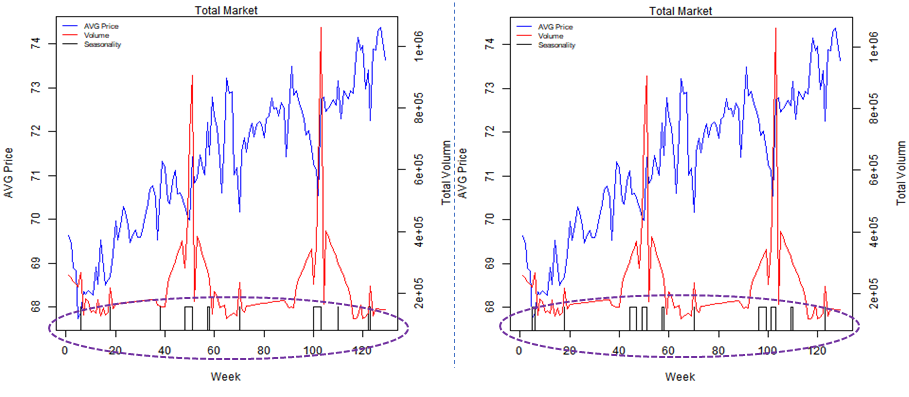 Total Market
AVG Price
Volume
Seasonality
74
73
72
71
70
69
68
AVG Price
1e+06
8e+05
6e+05
4e+05
2e+05
Total Volumn
0 20 40 60 80 100 120
Week
Total Market
AVG Price
Volume
Seasonality
74
73
72
71
70
69
68
AVG Price
1e+06
8e+05
6e+05
4e+05
2e+05
Total Volumn
0 20 40 60 80 100 120
Week